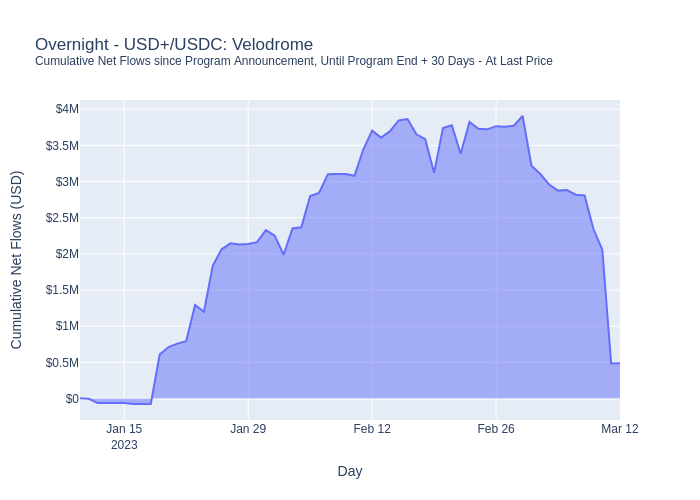 Overnight - USD+/USDC: Velodrome
Cumulative Net Flows since Program Announcement, Until Program End + 30 Days - At Last Price
$4M
$3.5M
$3M
$2.5M
$2M
$1.5M
$1M
$0.5M
$0
Cumulative Net Flows (USD)
Jan 15
2023
Jan 29
Feb 12
Feb 26
Mar 12
Day